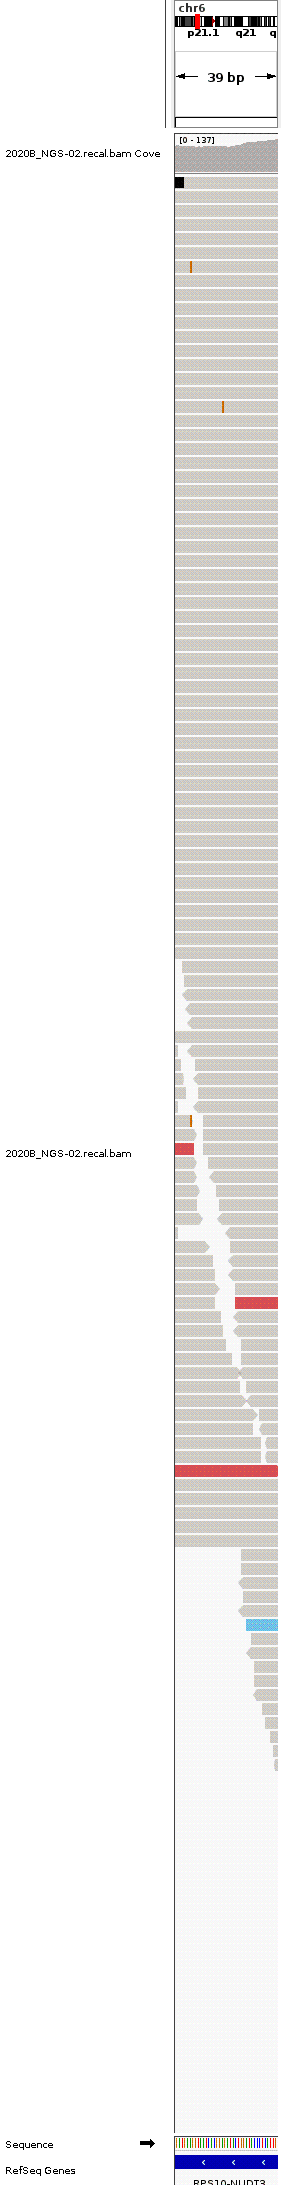 chr6
p21.1 q21 q
39 bp
[0 - 137]
2020B_NGS-02.recal.bam Cove
2020B_NGS-02.recal.bam
Sequence
RefSeq Genes
RPS10-NUDT3